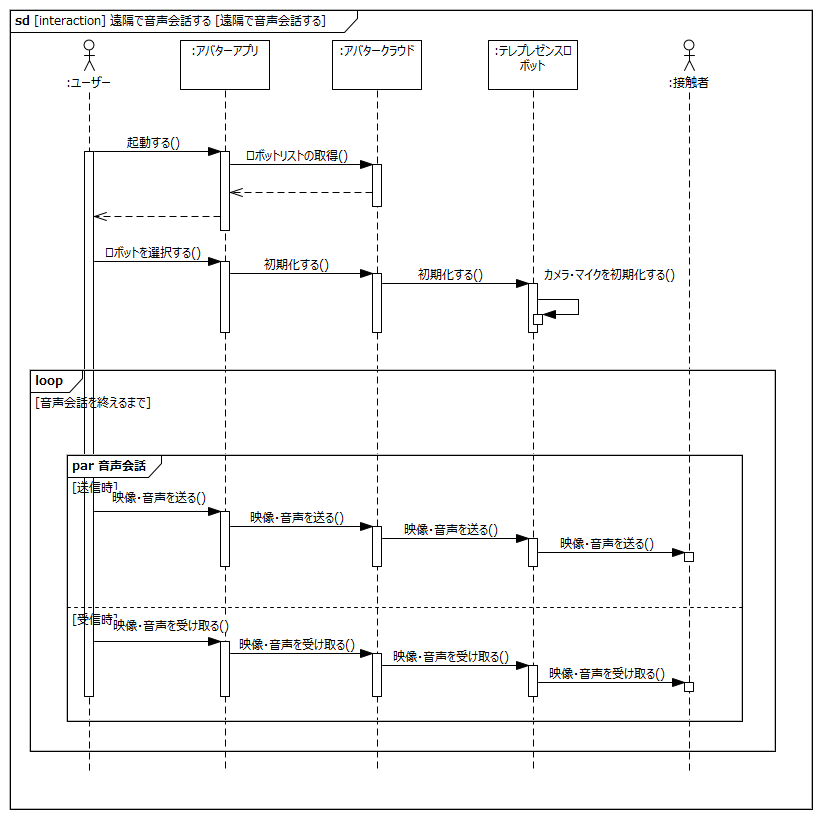 sd [interaction] 遠隔で音声会話する [遠隔で音声会話する]
:ユーザー
:アバターアプリ
:アバタークラウド
:テレプレゼンスロ
ボット
:接触者
起動する()
ロボットリストの取得()
ロボットを選択する()
初期化する()
初期化する()
カメラ・マイクを初期化する()
loop
[音声会話を終えるまで]
par 音声会話
[送信時]
映像・音声を送る()
映像・音声を送る()
映像・音声を送る()
映像・音声を送る()
[受信時]
映像・音声を受け取る()
映像・音声を受け取る()
映像・音声を受け取る()
映像・音声を受け取る()